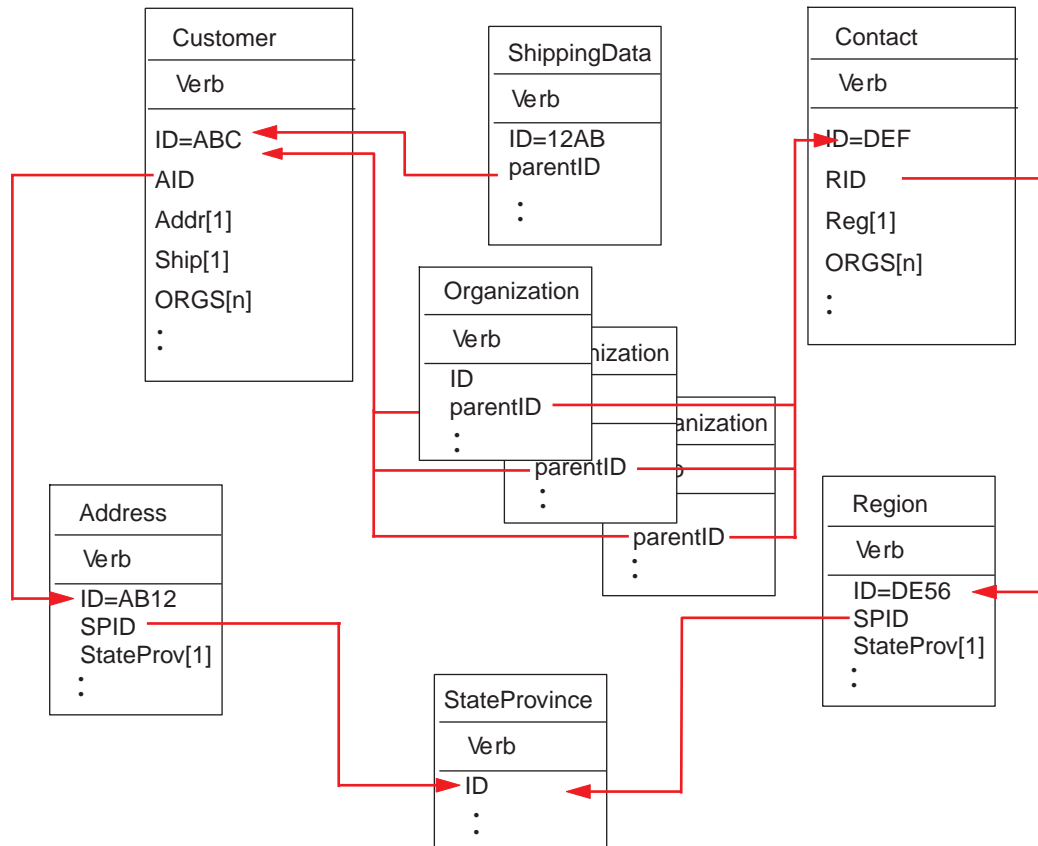 Customer
Verb
ID=ABC
AID
Addr[1]
Ship[1]
ORGS[n]
:
ShippingData
Verb
ID=12AB
parentID
:
Contact
Verb
ID=DEF
RID
Reg[1]
ORGS[n]
:
Organization
Verb
ID
parentID
:
nization
parentID
:
anization
parentID
:
Address
Verb
ID=AB12
SPID
StateProv[1]
:
StateProvince
Verb
ID
:
Region
Verb
ID=DE56
SPID
StateProv[1]
: